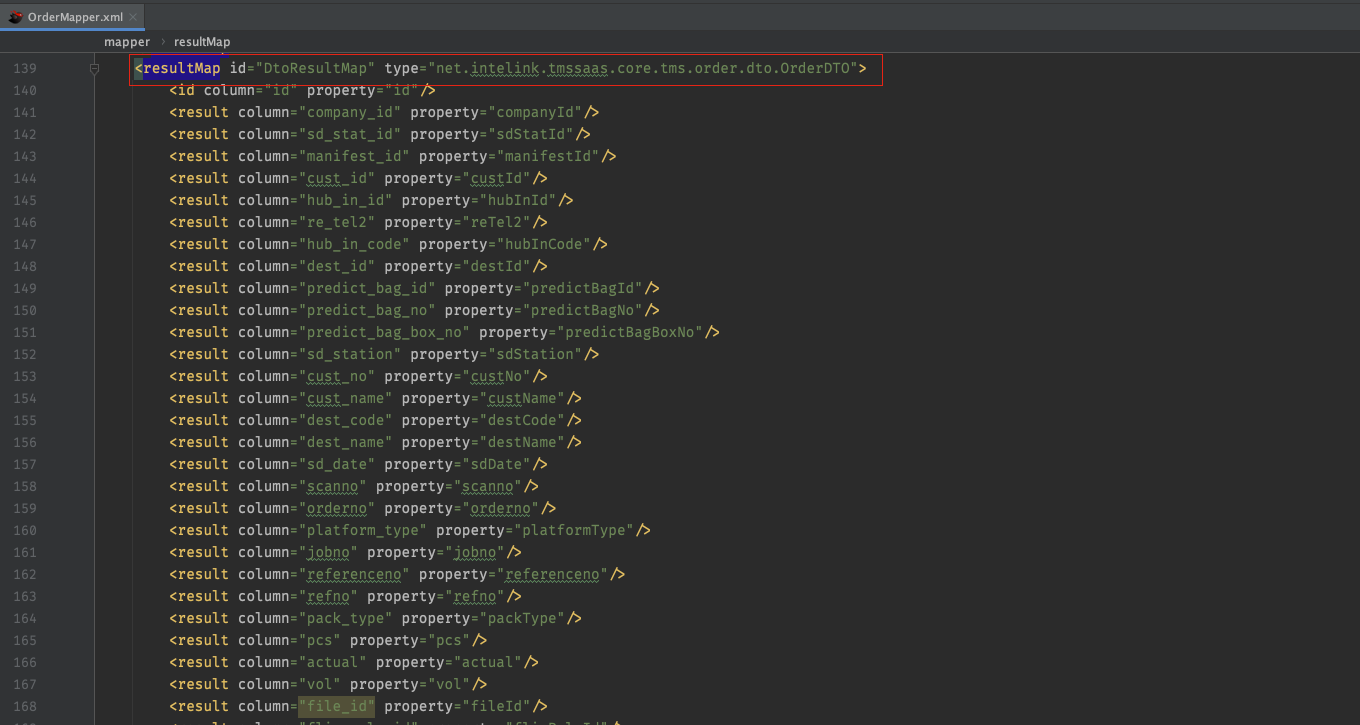 OrderMapper.xml
mapper › resultMap
139 <resultMap id="DtoResultMap" type="net.intelink.tmssaas.core.tms.order.dto.OrderDTO">
140 <id column="id" property="id"/>
141 <result column="company_id" property="companyId"/>
142 <result column="sd_stat_id" property="sdStatId"/>
143 <result column="manifest_id" property="manifestId"/>
144 <result column="cust_id" property="custId"/>
145 <result column="hub_in_id" property="hubInId"/>
146 <result column="re_tel2" property="reTel2"/>
147 <result column="hub_in_code" property="hubInCode"/>
148 <result column="dest_id" property="destId"/>
149 <result column="predict_bag_id" property="predictBagId"/>
150 <result column="predict_bag_no" property="predictBagNo"/>
151 <result column="predict_bag_box_no" property="predictBagBoxNo"/>
152 <result column="sd_station" property="sdStation"/>
153 <result column="cust_no" property="custNo"/>
154 <result column="cust_name" property="custName"/>
155 <result column="dest_code" property="destCode"/>
156 <result column="dest_name" property="destName"/>
157 <result column="sd_date" property="sdDate"/>
158 <result column="scanno" property="scanno"/>
159 <result column="orderno" property="orderno"/>
160 <result column="platform_type" property="platformType"/>
161 <result column="jobno" property="jobno"/>
162 <result column="referenceno" property="referenceno"/>
163 <result column="refno" property="refno"/>
164 <result column="pack_type" property="packType"/>
165 <result column="pcs" property="pcs"/>
166 <result column="actual" property="actual"/>
167 <result column="vol" property="vol"/>
168 <result column="file_id" property="fileId"/>